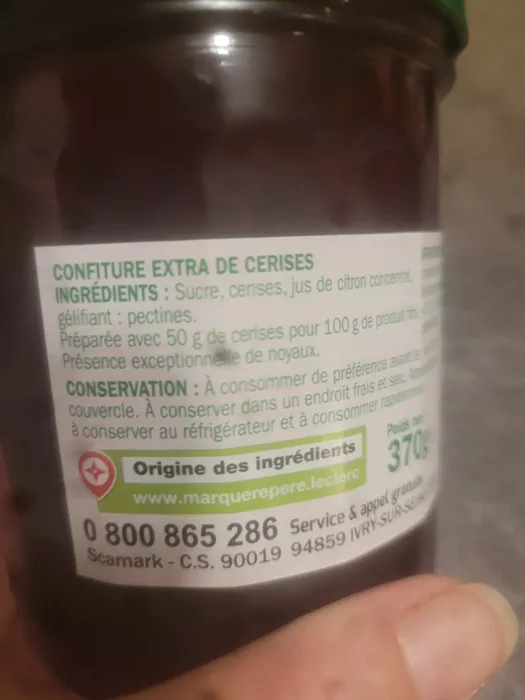 CONFITURE EXTRA DE CERISES
INGRÉDIENTS : Sucre, cerises, jus de citron concentré,
gélifiant : pectines.
Préparée avec 50 g de cerises pour 100 g de produit fini.
Présence exceptionnelle de noyaux.
CONSERVATION : À consommer de préférence avant
couvercle. À conserver dans un endroit frais et sec.
à conserver au réfrigérateur et à consommer rapidement
Poids net
370g
Origine des ingrédients
www.marquerepere.leclerc
0 800 865 286 Service & appel gratuits
Scamark - C.S. 90019 94859 IVRY-SUR-SEINE